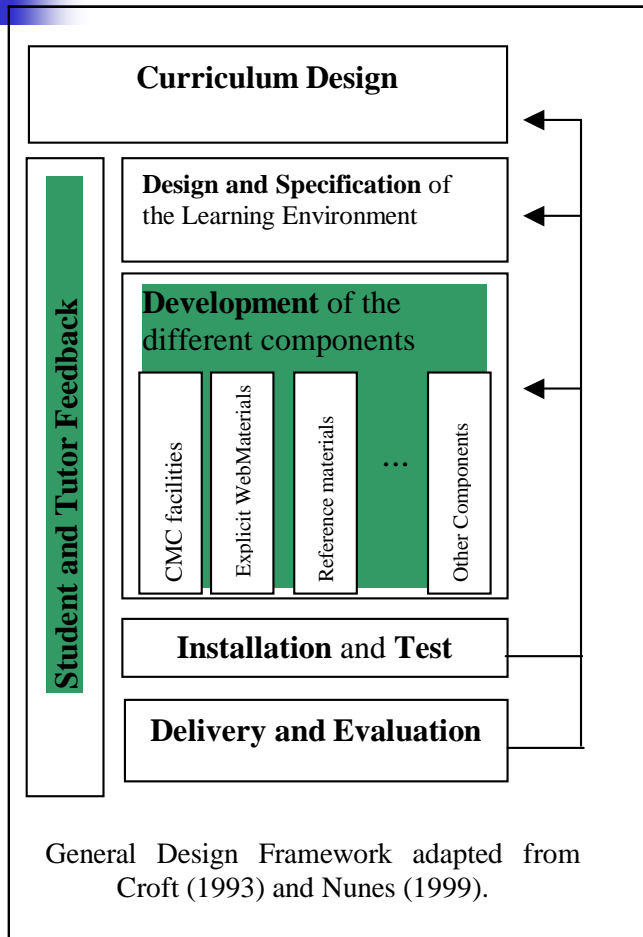 Curriculum Design
Student and Tutor Feedback
Design and Specification of
the Learning Environment
Development of the
different components
CMC facilities
Explicit WebMaterials
Reference materials
...
Other Components
Installation and Test
Delivery and Evaluation
General Design Framework adapted from
Croft (1993) and Nunes (1999).